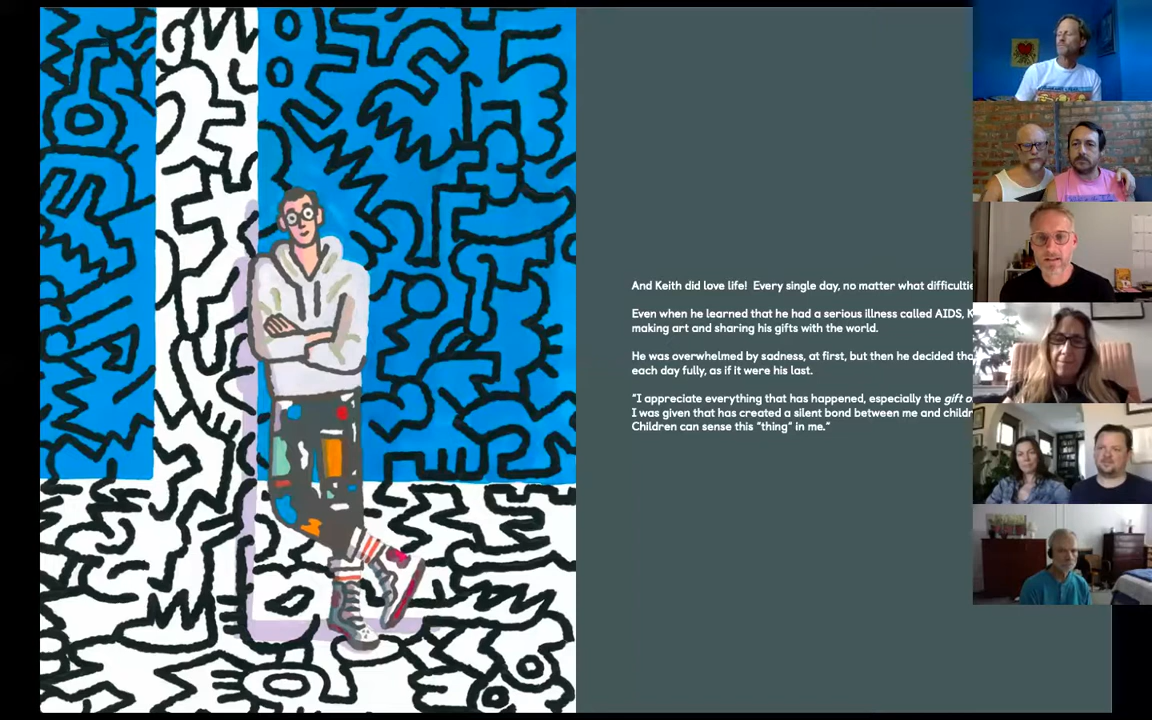 And Keith did love life! Every single day, no matter what difficultie
Even when he learned that he had a serious illness called AIDS, K
making art and sharing his gifts with the world.
He was overwhelmed by sadness, at first, but then he decided tha
each day fully, as if it were his last.
“I appreciate everything that has happened, especially the gift o
I was given that has created a silent bond between me and childr
Children can sense this “thing” in me.”